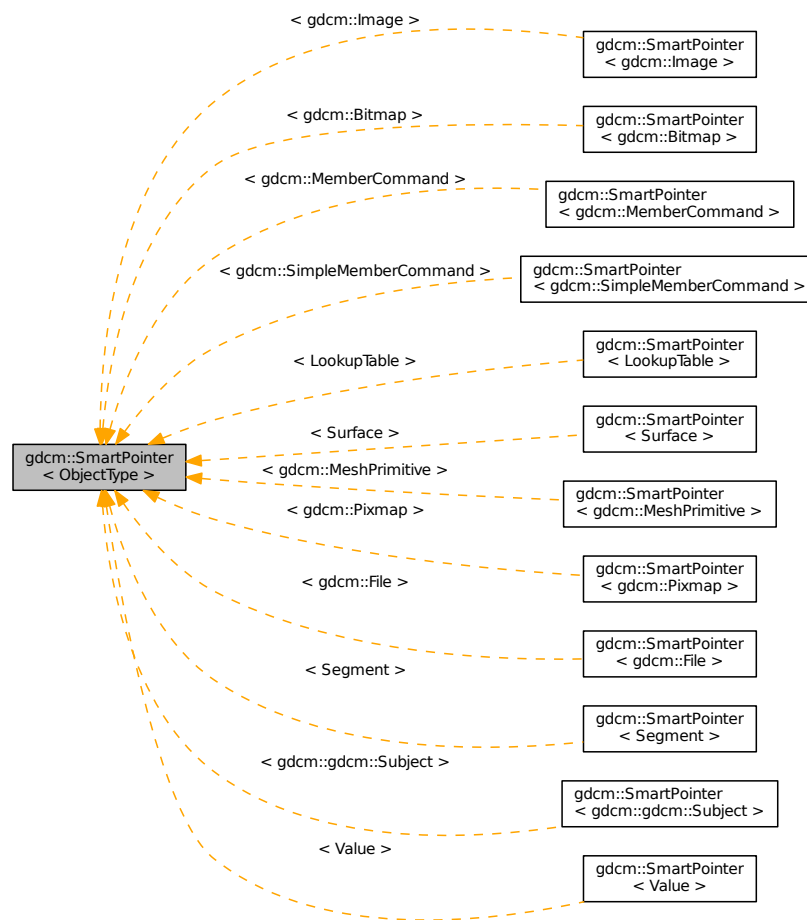 < gdcm::Image >
gdcm::SmartPointer
< gdcm::Image >
< gdcm::Bitmap >
gdcm::SmartPointer
< gdcm::Bitmap >
< gdcm::MemberCommand >
gdcm::SmartPointer
< gdcm::MemberCommand >
< gdcm::SimpleMemberCommand >
gdcm::SmartPointer
< gdcm::SimpleMemberCommand >
< LookupTable >
gdcm::SmartPointer
< LookupTable >
< Surface >
gdcm::SmartPointer
< Surface >
gdcm::SmartPointer
< ObjectType >
< gdcm::MeshPrimitive >
gdcm::SmartPointer
< gdcm::MeshPrimitive >
< gdcm::Pixmap >
gdcm::SmartPointer
< gdcm::Pixmap >
< gdcm::File >
gdcm::SmartPointer
< gdcm::File >
< Segment >
gdcm::SmartPointer
< Segment >
< gdcm::gdcm::Subject >
gdcm::SmartPointer
< gdcm::gdcm::Subject >
< Value >
gdcm::SmartPointer
< Value >